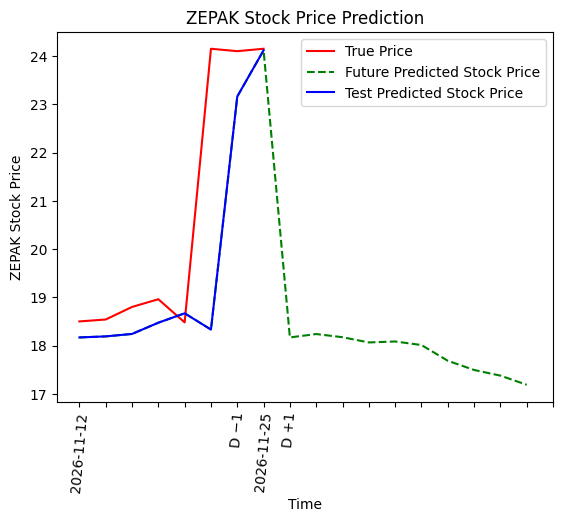 ZEPAK Stock Price Prediction
True Price
Future Predicted Stock Price
Test Predicted Stock Price
ZEPAK Stock Price
24
23
22
21
20
19
18
17
2026-11-12
D −1
2026-11-25
D +1
Time